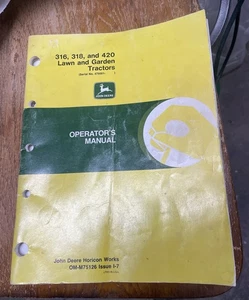 316, 318, and 420
Lawn and Garden
Tractors
JOHN DEERE
OPERATOR'S
MANUAL
John Deere Horicon Works
OM-M75126 Issue I-7